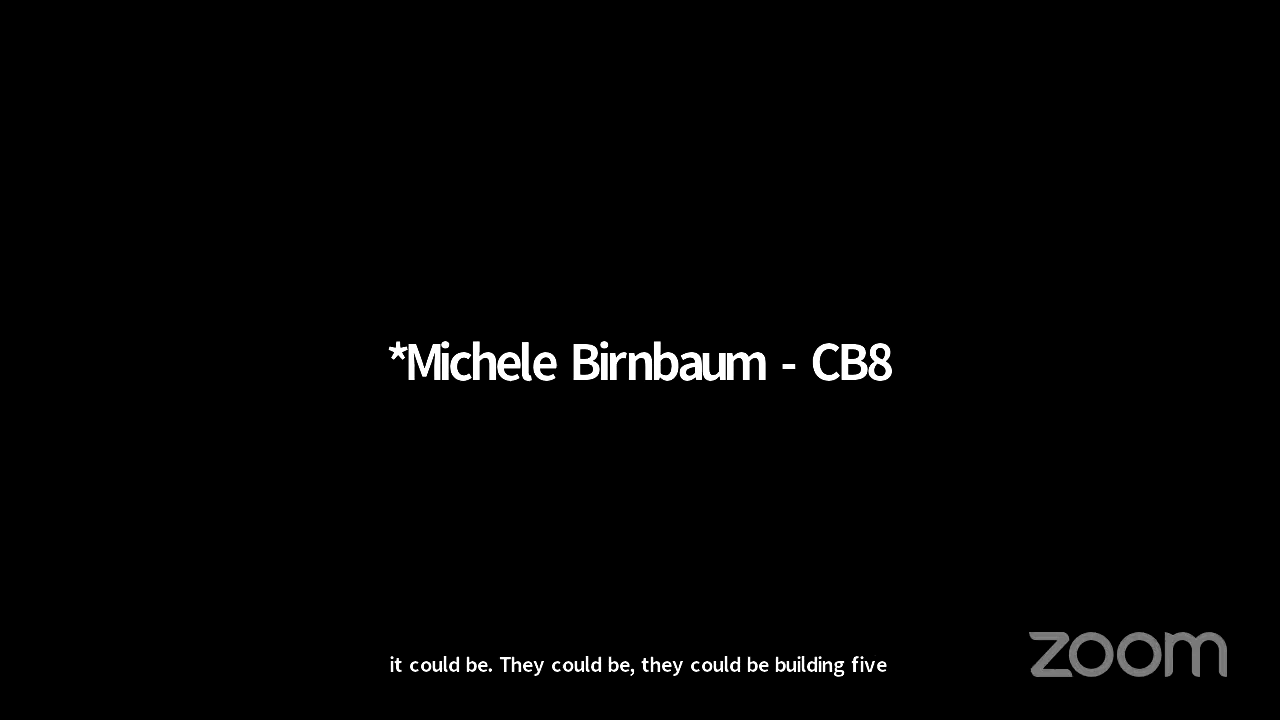 *Michele Birnbaum - CB8
it could be. They could be, they could be building five
zoom